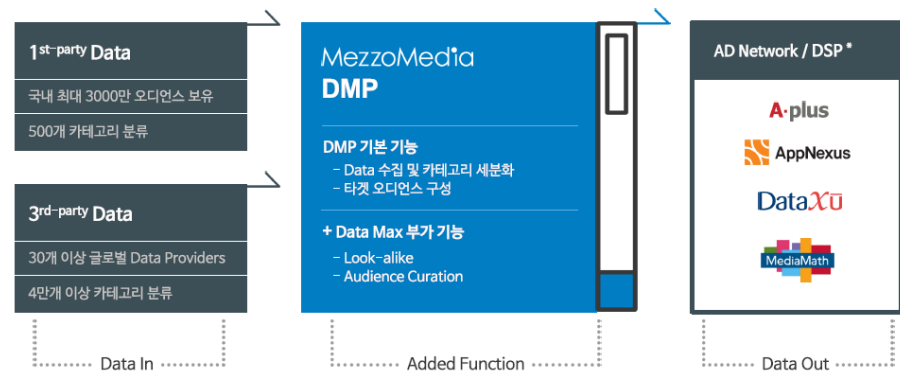 1st-party Data
국내 최대 3000만 오디언스 보유
500개 카테고리 분류
3rd-party Data
30개 이상 글로벌 Data Providers
4만개 이상 카테고리 분류
Data In
MezzoMedia
DMP
DMP 기본 기능
- Data 수집 및 카테고리 세분화
- 타겟 오디언스 구성
+ Data Max 부가 기능
- Look-alike
- Audience Curation
Added Function
AD Network / DSP *
A·plus
AppNexus
DataXū
MediaMath
Data Out